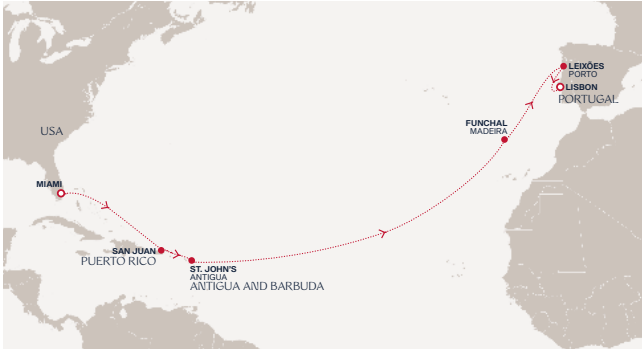 LEIXÕES
PORTO
LISBON
PORTUGAL
FUNCHAL
MADEIRA
USA
MIAMI
SAN JUAN
PUERTO RICO
ST. JOHN'S
ANTIGUA
ANTIGUA AND BARBUDA